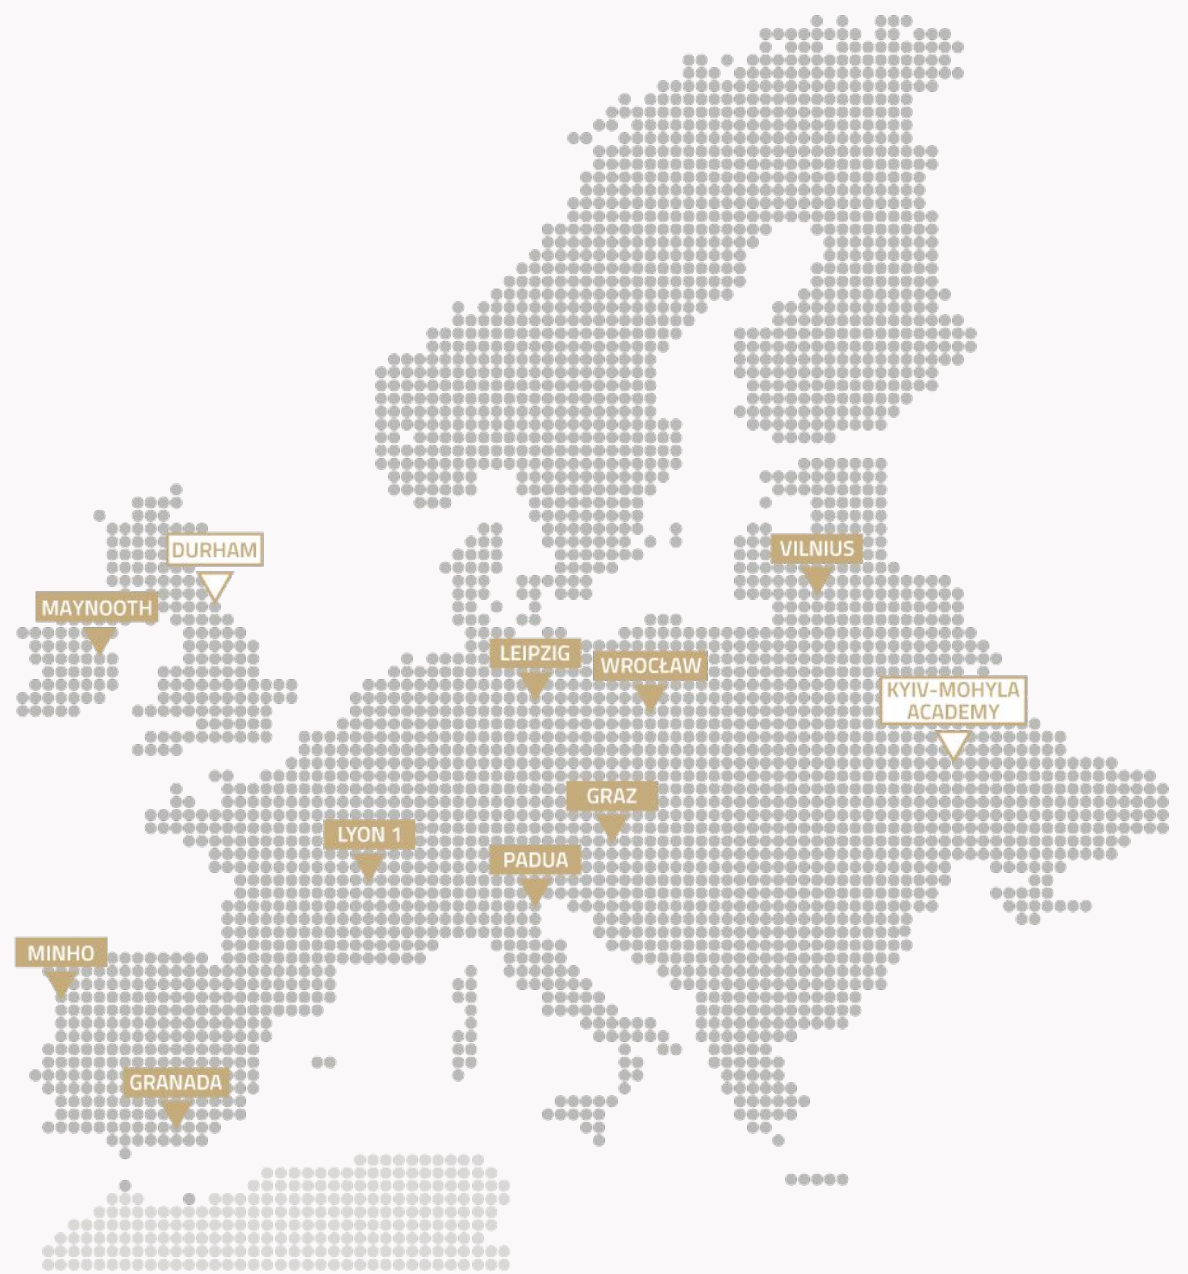 DURHAM
VILNIUS
MAYNOOTH
LEIPZIG
WROCŁAW
KYIV-MOHYLA
ACADEMY
GRAZ
LYON 1
PADUA
MINHO
GRANADA